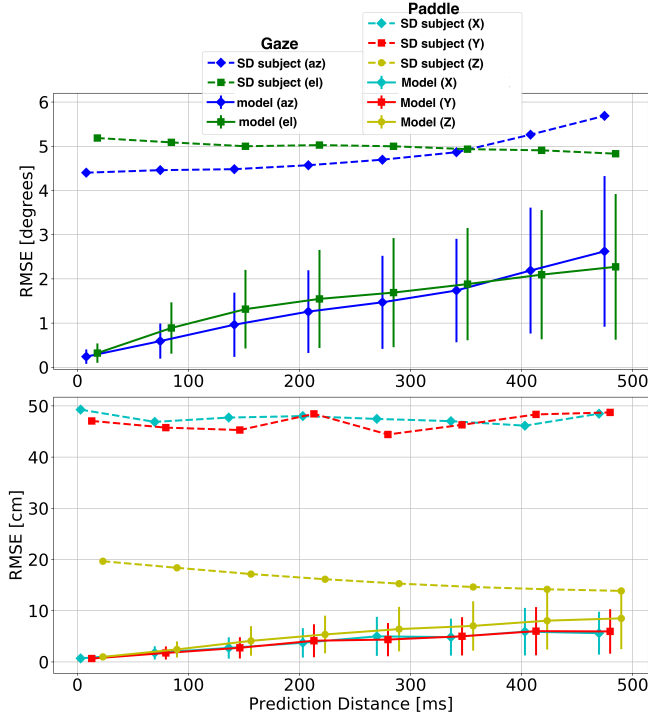 Gaze
SD subject (az)
SD subject (el)
model (az)
model (el)
Paddle
SD subject (X)
SD subject (Y)
SD subject (Z)
Model (X)
Model (Y)
Model (Z)
RMSE [degrees]
6
5
4
3
2
1
0
0 100 200 300 400 500
RMSE [cm]
50
40
30
20
10
0
0 100 200 300 400 500
Prediction Distance [ms]